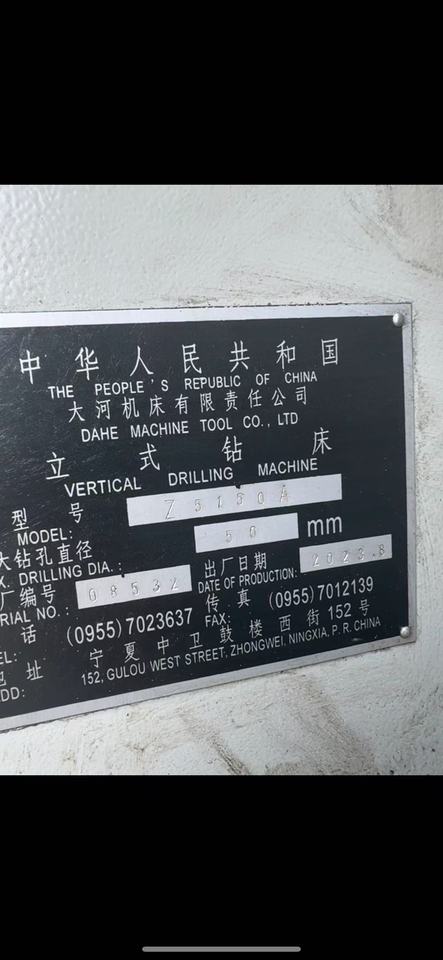 中华人民共和国
THE PEOPLE'S REPUBLIC OF CHINA
大河机床有限责任公司
DAHE MACHINE TOOL CO., LTD
立式钻床
VERTICAL DRILLING MACHINE
型号 Z5150A
MODEL:
大钻孔直径 50 mm
X. DRILLING DIA.:
厂编号 08532 出厂日期 2023.8
RIAL NO.: DATE OF PRODUCTION:
话 (0955)7023637 传真 (0955)7012139
EL: FAX:
地址 宁夏中卫鼓楼西街152号
DD: 152, GULOU WEST STREET, ZHONGWEI, NINGXIA, P. R. CHINA